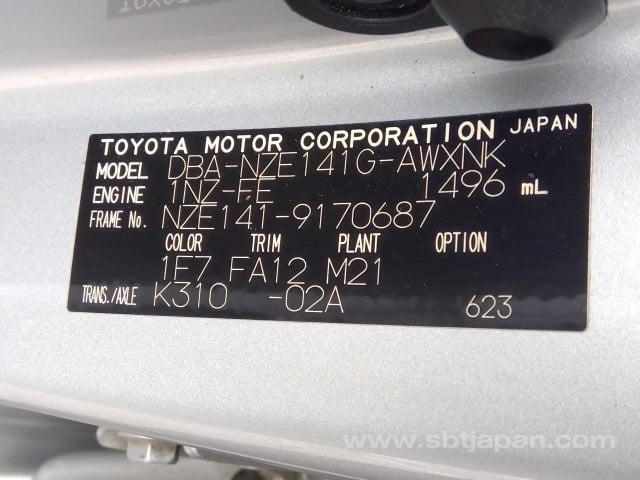 TOYOTA MOTOR CORPORATION JAPAN
MODEL DBA-NZE141G-AWXNK
ENGINE 1NZ-FE 1496 mL
FRAME No. NZE141-9170687
COLOR TRIM PLANT OPTION
1F7 FA12 M21
TRANS./AXLE K310 -02A 623
www.sbtjapan.com